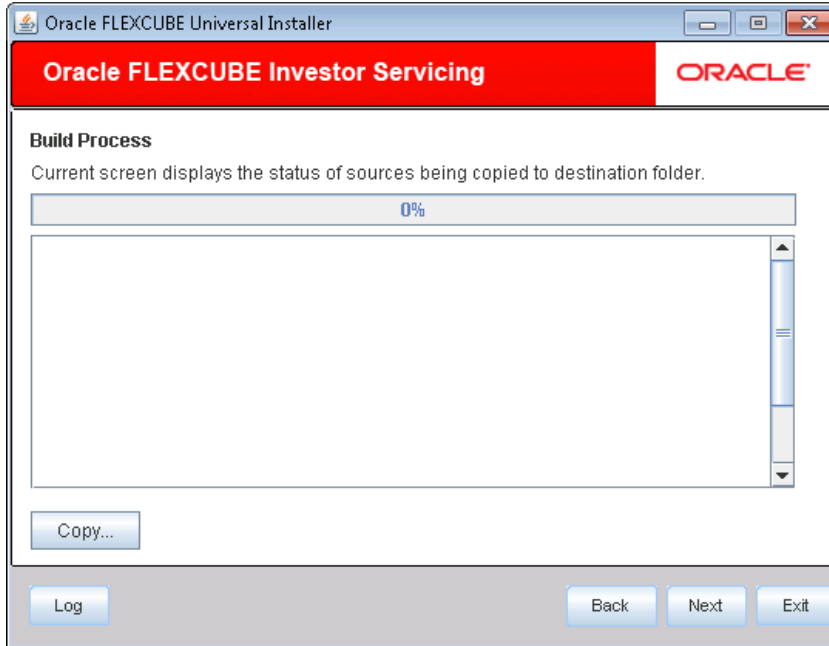 Oracle FLEXCUBE Universal Installer
Oracle FLEXCUBE Investor Servicing
ORACLE
Build Process
Current screen displays the status of sources being copied to destination folder.
0%
Copy...
Log
Back
Next
Exit